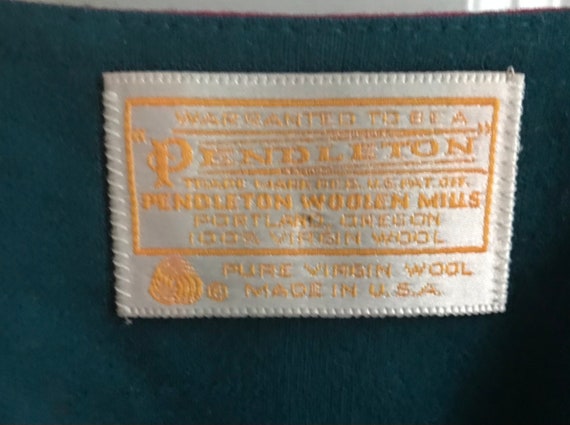 WARRANTED TO BE A
"PENDLETON"
TRADE MARK REG. U.S. PAT. OFF.
PENDLETON WOOLEN MILLS
PORTLAND, OREGON
100% VIRGIN WOOL
PURE VIRGIN WOOL
® MADE IN U.S.A.